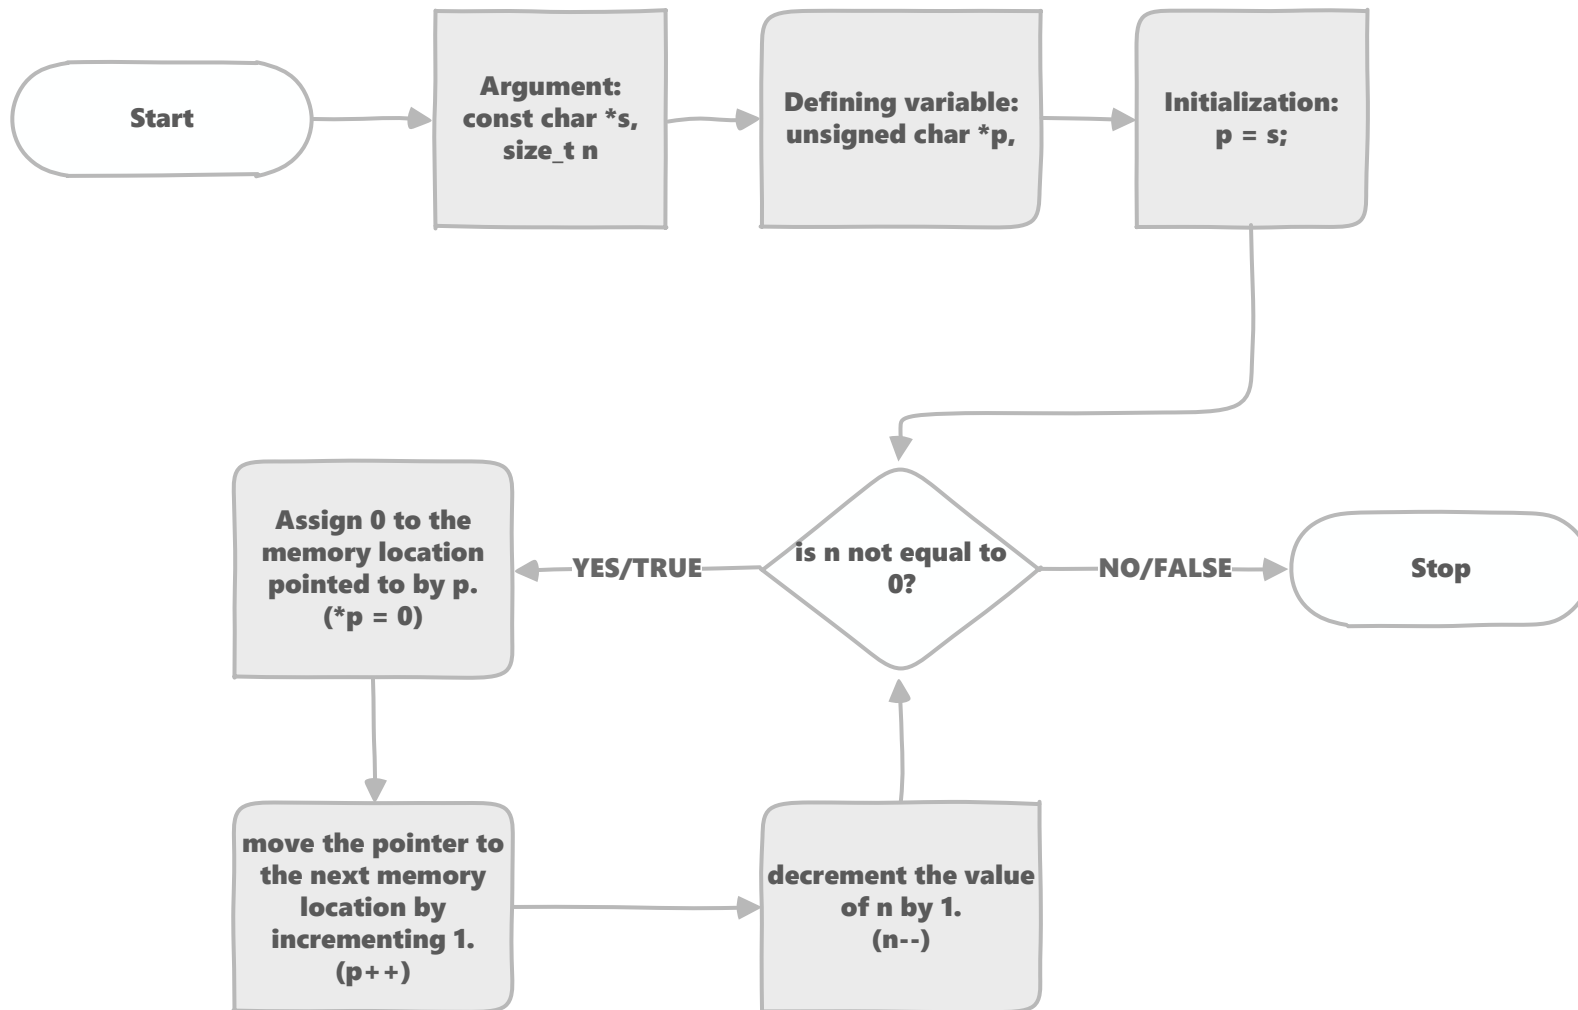 Start
Argument:
const char *s,
size_t n
Defining variable:
unsigned char *p,
Initialization:
p = s;
Assign 0 to the
memory location
pointed to by p.
(*p = 0)
YES/TRUE
is n not equal to
0?
NO/FALSE
Stop
move the pointer to
the next memory
location by
incrementing 1.
(p++)
decrement the value
of n by 1.
(n--)